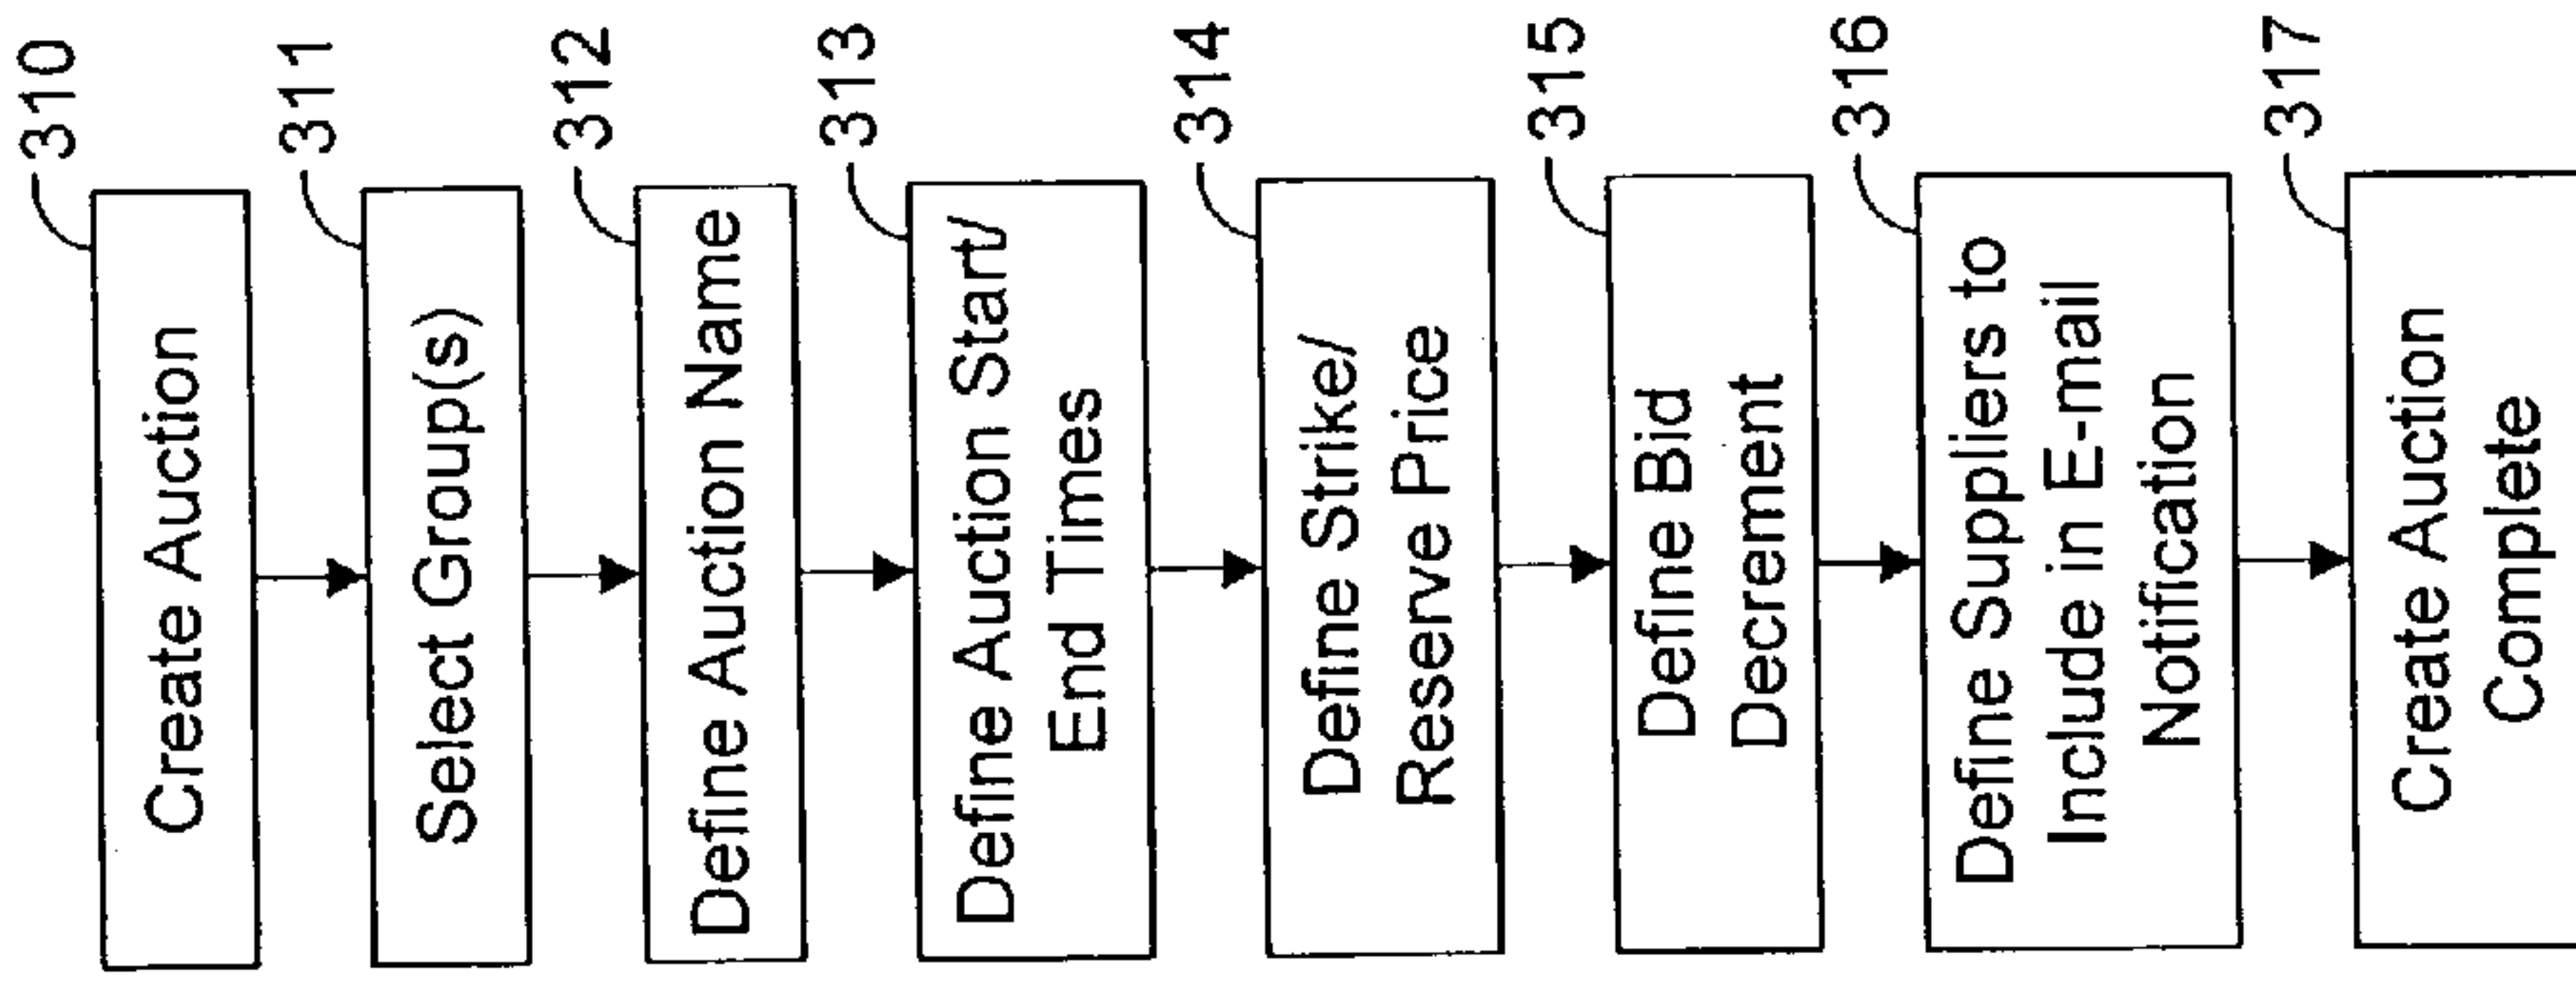 310
Create Auction
311
Select Group(s)
312
Define Auction Name
313
Define Auction Start/
End Times
314
Define Strike/
Reserve Price
315
Define Bid
Decrement
316
Define Suppliers to
Include in E-mail
Notification
317
Create Auction
Complete